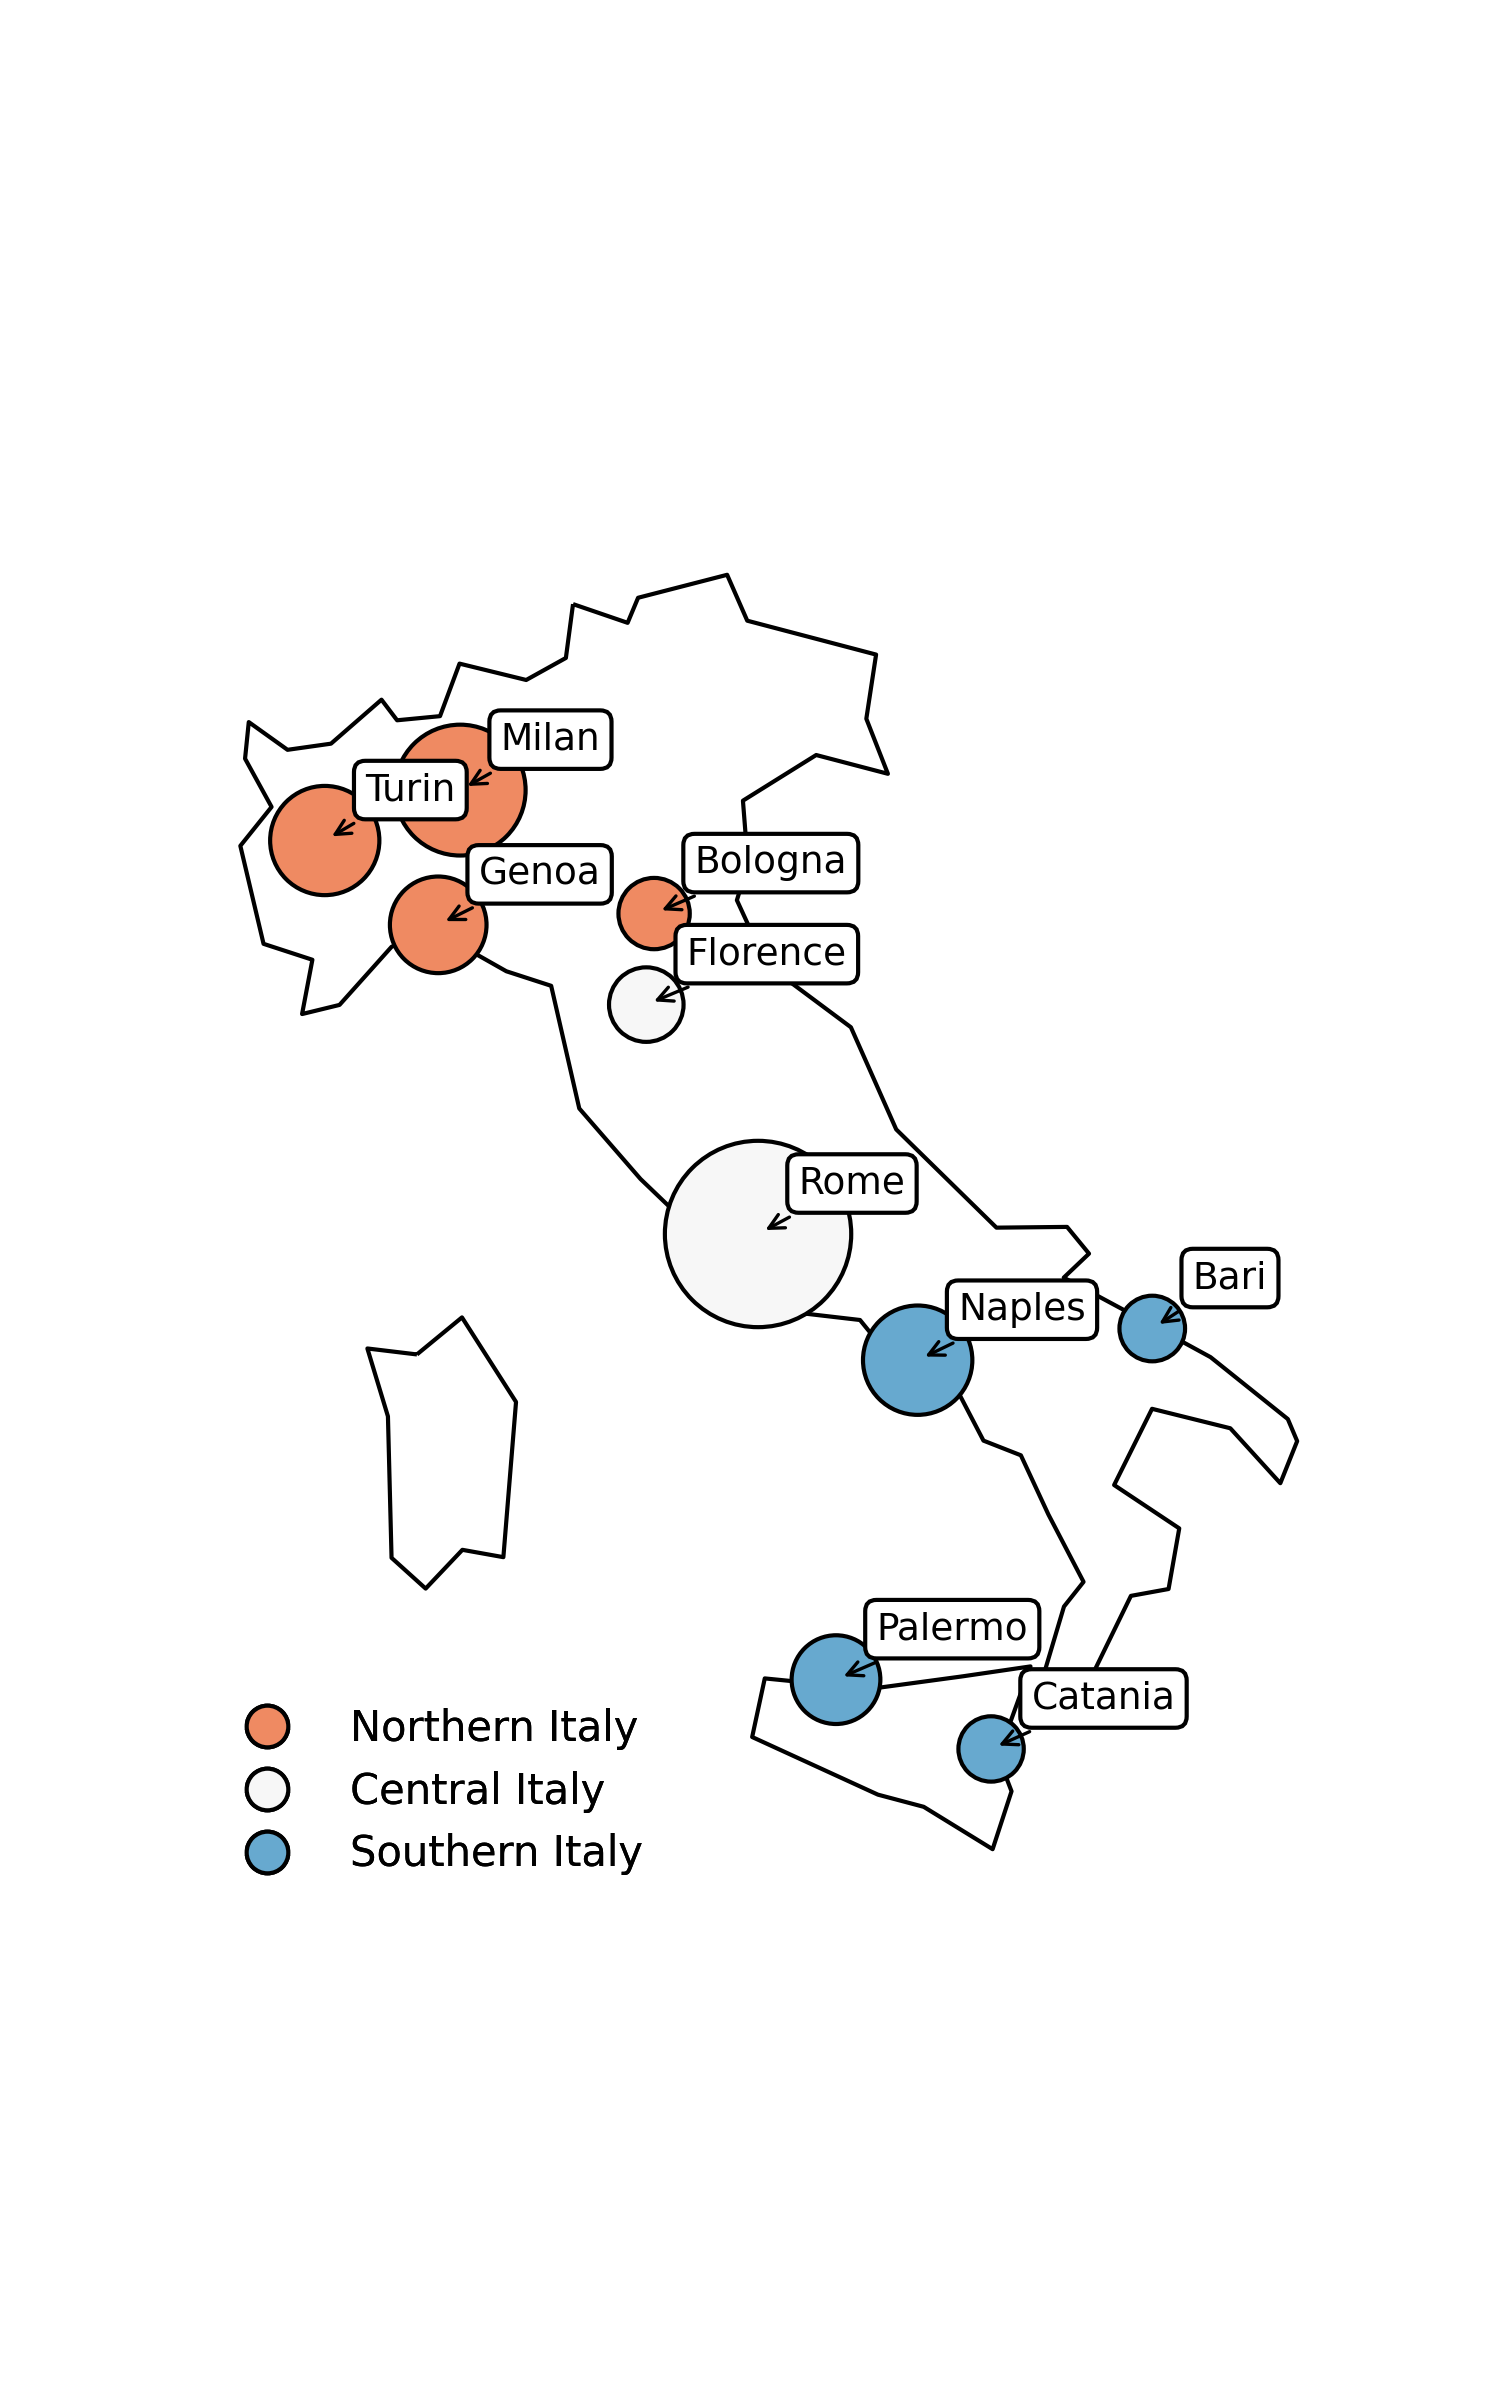 Milan
Turin
Bologna
Genoa
Florence
Rome
Bari
Naples
Palermo
Catania
Northern Italy
Central Italy
Southern Italy